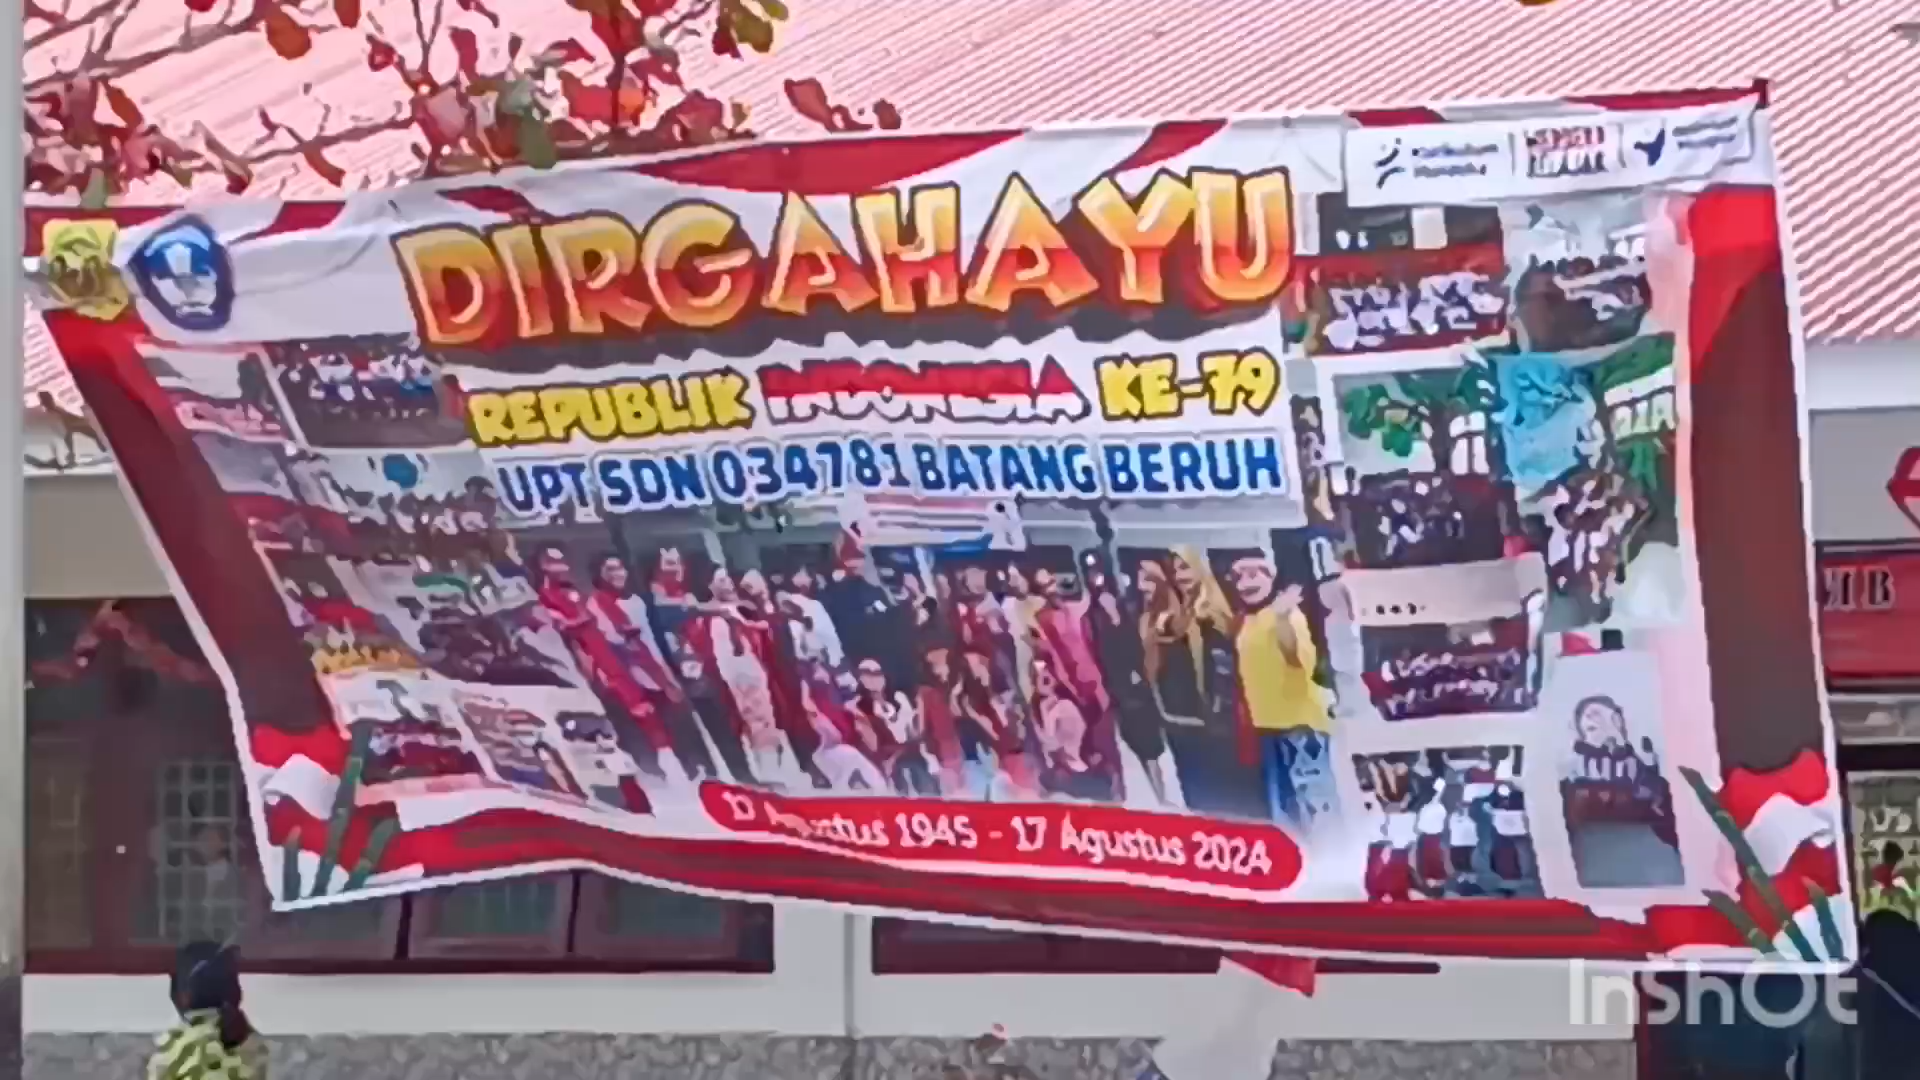 DIRGAHAYU
REPUBLIK INDONESIA KE-79
UPT SDN 034781 BATANG BERUH
17 Agustus 1945 - 17 Agustus 2024
InShOt